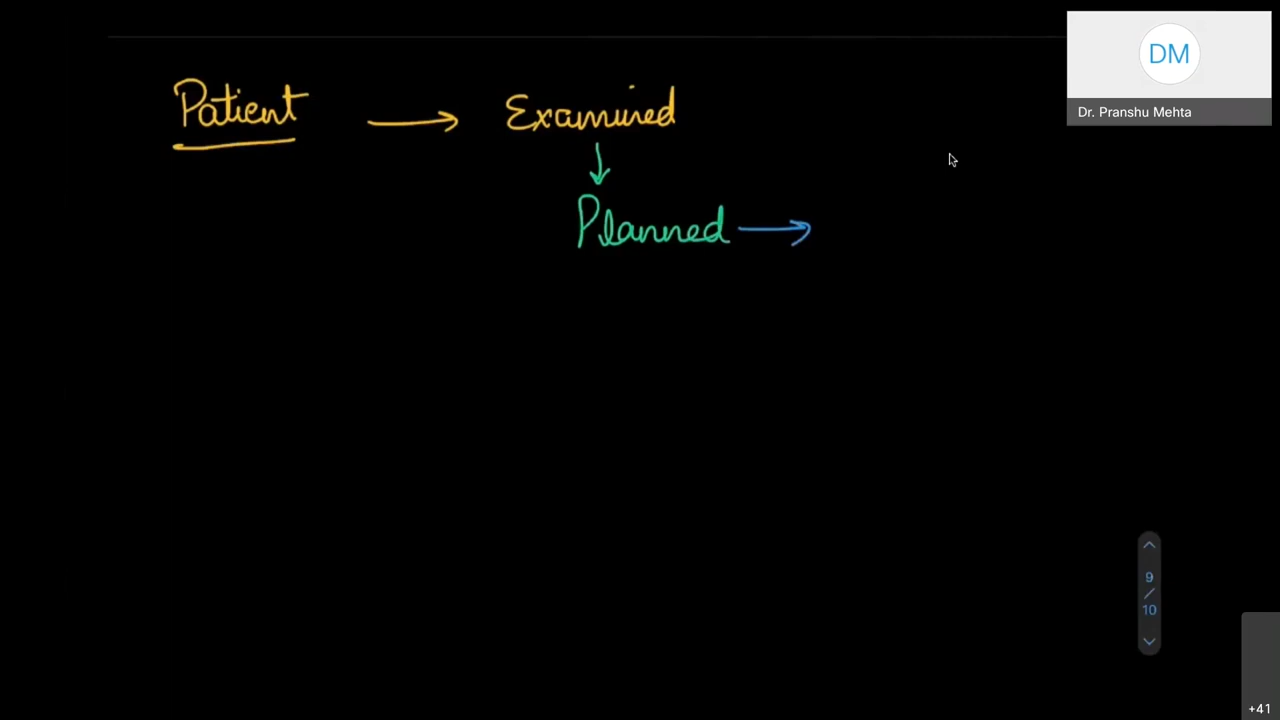 Patient → Examined
↓
Planned →
DM
Dr. Pranshu Mehta
9
/
10
+41